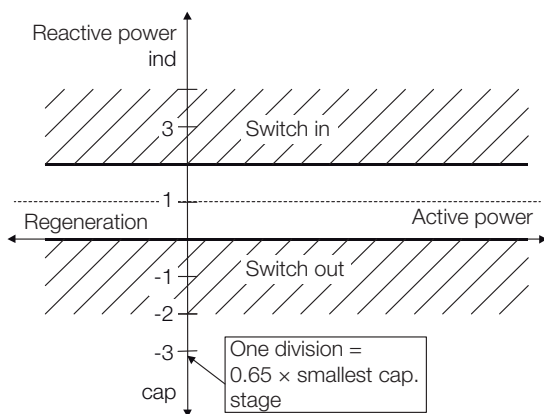 Reactive power
ind
3
Switch in
1
Regeneration
Active power
-1
Switch out
-2
-3
One division =
0.65 × smallest cap.
stage
cap